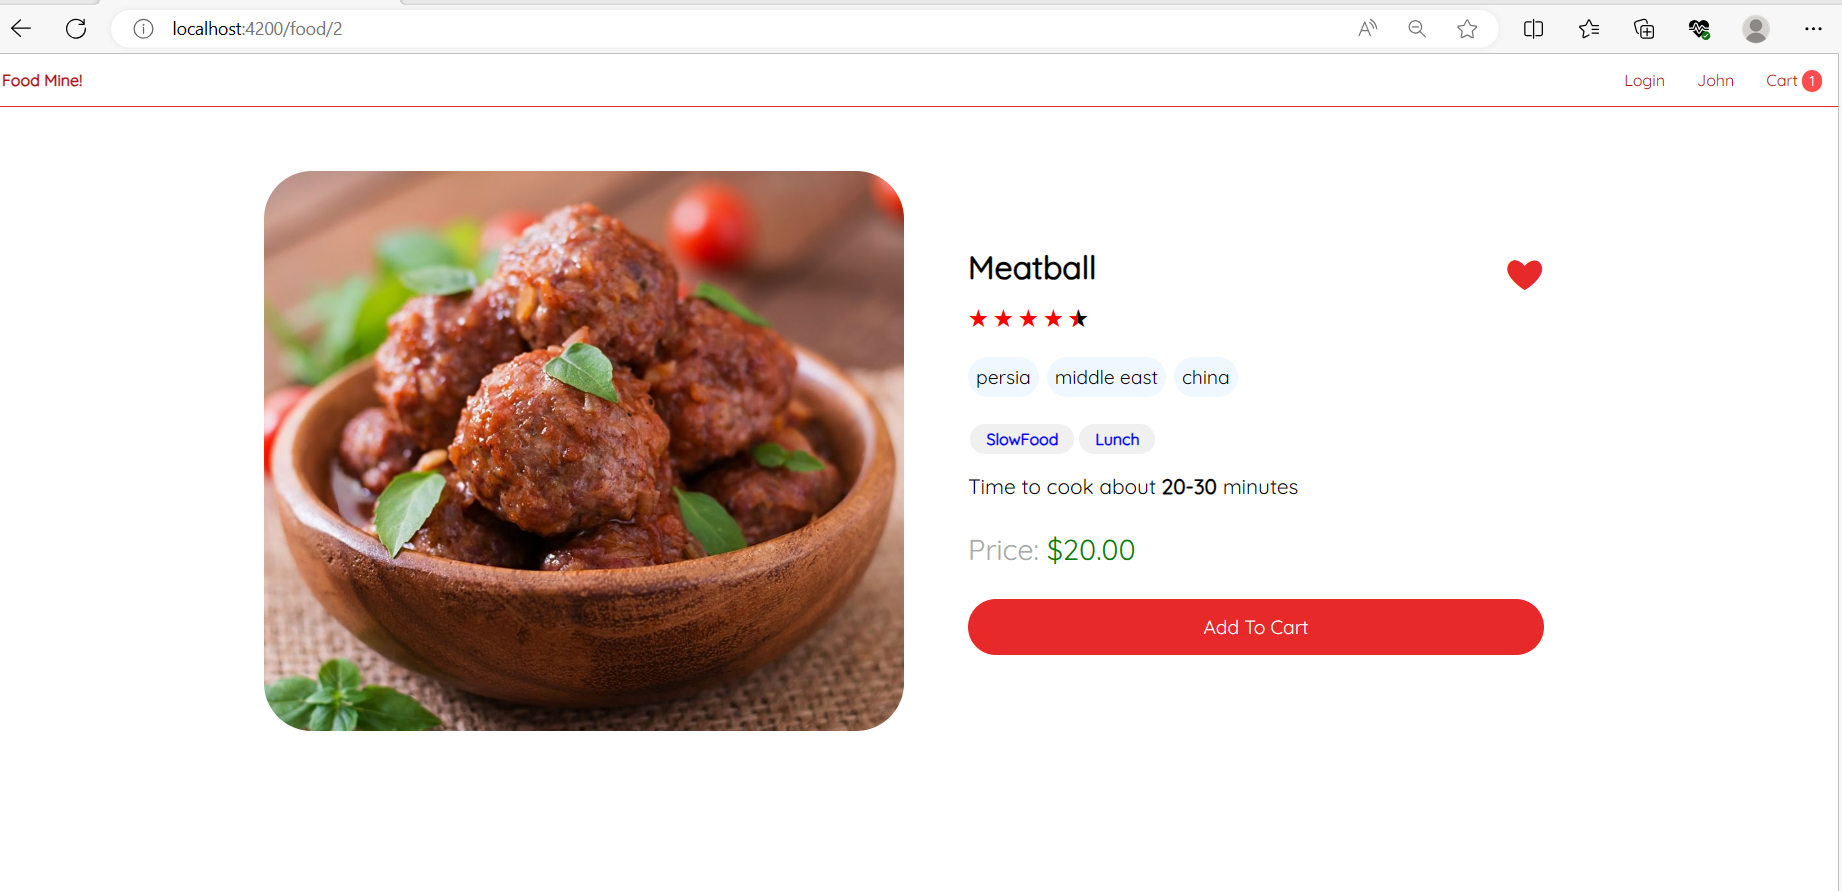 localhost:4200/food/2
Food Mine!
Login John Cart 1
Meatball
persia middle east china
SlowFood Lunch
Time to cook about 20-30 minutes
Price: $20.00
Add To Cart